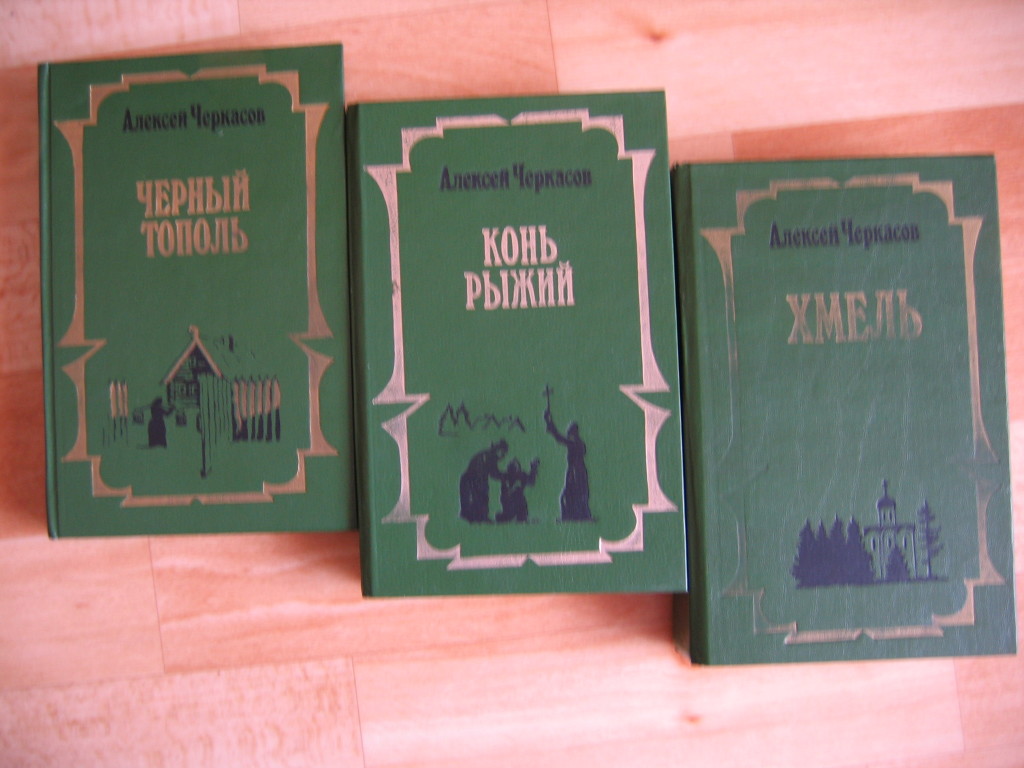 Алексей Черкасов
ЧЕРНЫЙ
ТОПОЛЬ
Алексей Черкасов
КОНЬ
РЫЖИЙ
Алексей Черкасов
ХМЕЛЬ